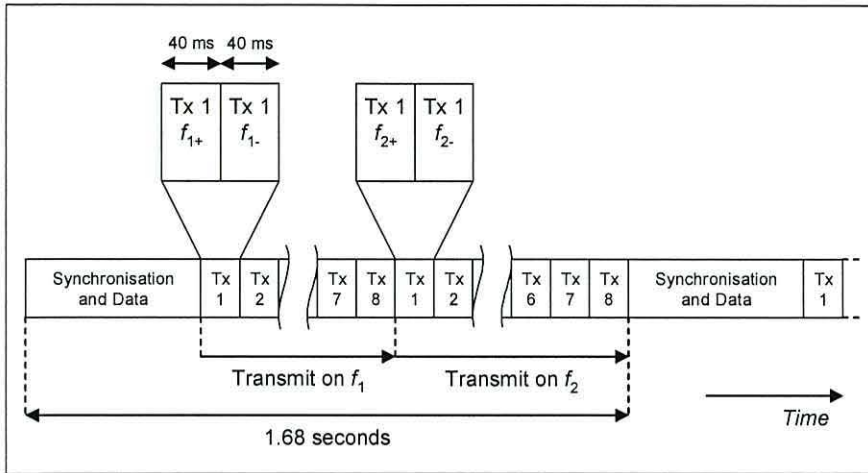 40 ms 40 ms
Tx 1 Tx 1 Tx 1 Tx 1
f1+ f1- f2+ f2-
Synchronisation and Data Tx 1 Tx 2 Tx 7 Tx 8 Tx 1 Tx 2 Tx 6 Tx 7 Tx 8 Synchronisation and Data Tx 1
Transmit on f1 Transmit on f2
Time
1.68 seconds